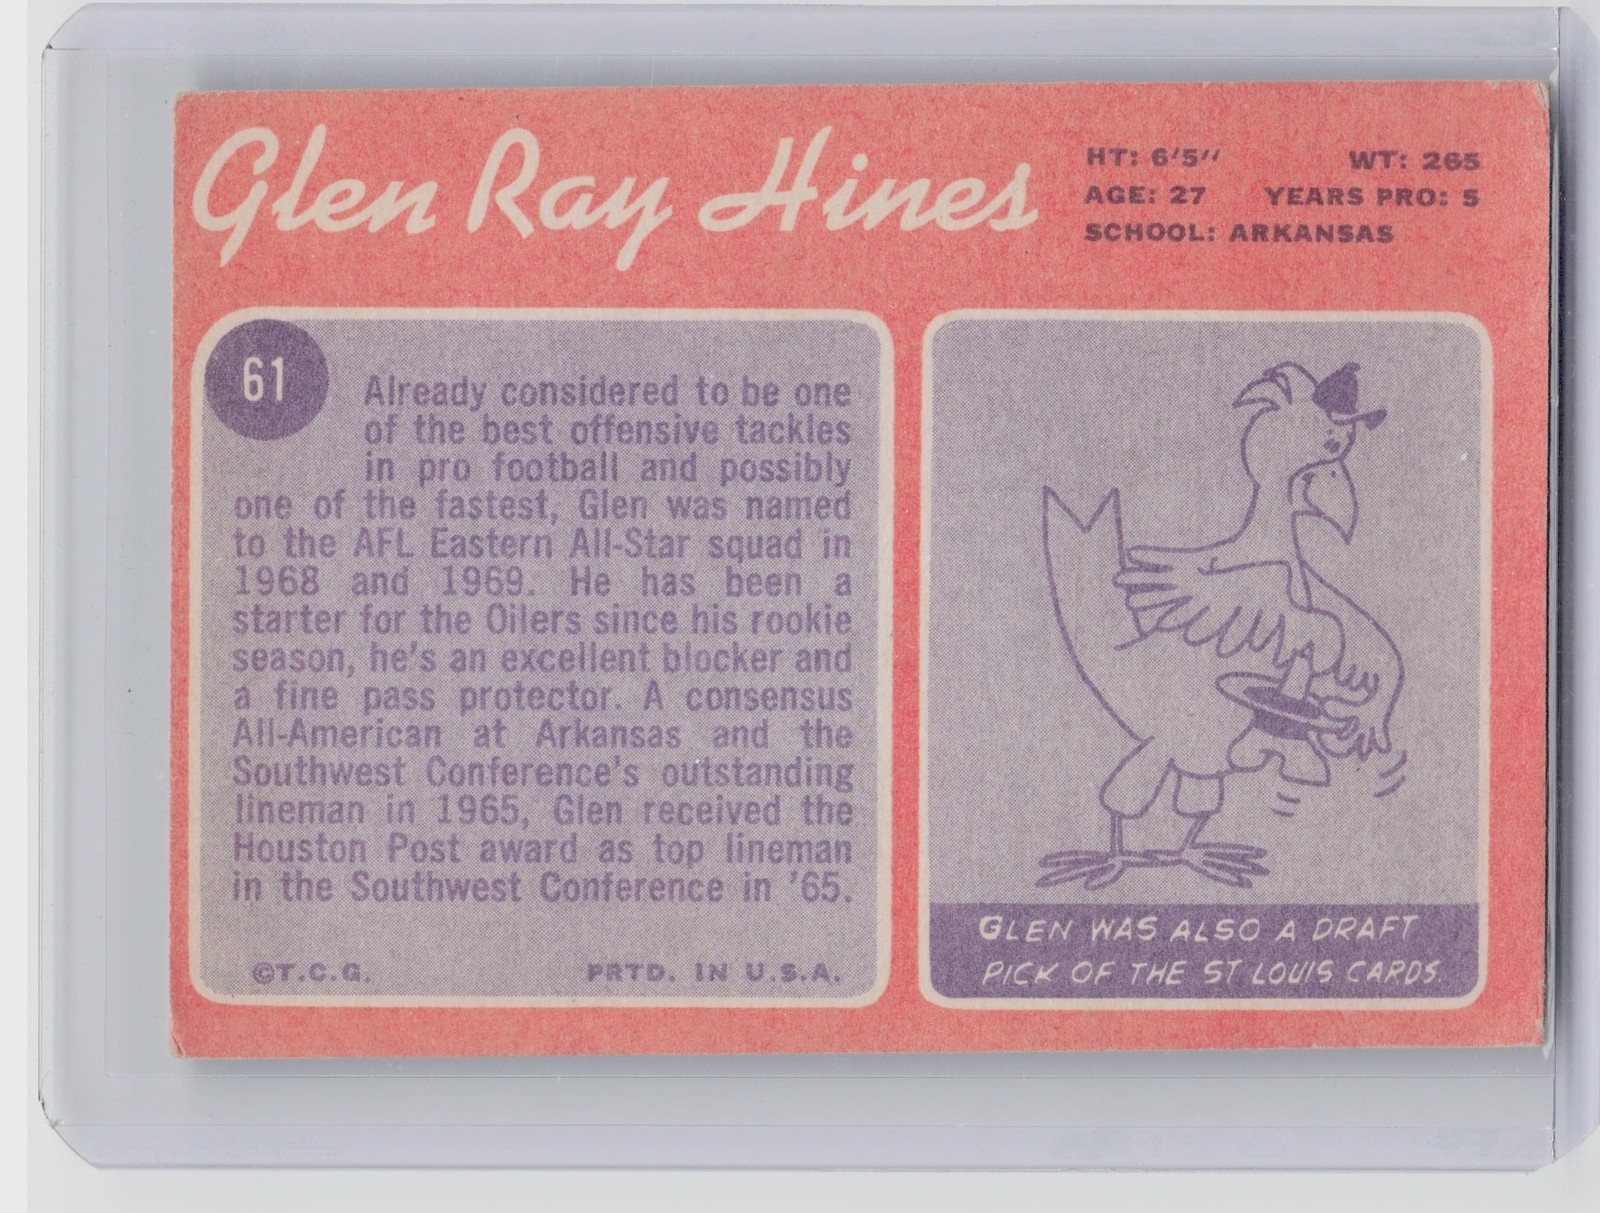 Glen Ray Hines
HT: 6'5" WT: 265
AGE: 27 YEARS PRO: 5
SCHOOL: ARKANSAS
61
Already considered to be one
of the best offensive tackles
in pro football and possibly
one of the fastest, Glen was named
to the AFL Eastern All-Star squad in
1968 and 1969. He has been a
starter for the Oilers since his rookie
season, he's an excellent blocker and
a fine pass protector. A consensus
All-American at Arkansas and the
Southwest Conference's outstanding
lineman in 1965, Glen received the
Houston Post award as top lineman
in the Southwest Conference in '65.
©T.C.G. PRTD. IN U.S.A.
GLEN WAS ALSO A DRAFT
PICK OF THE ST LOUIS CARDS.